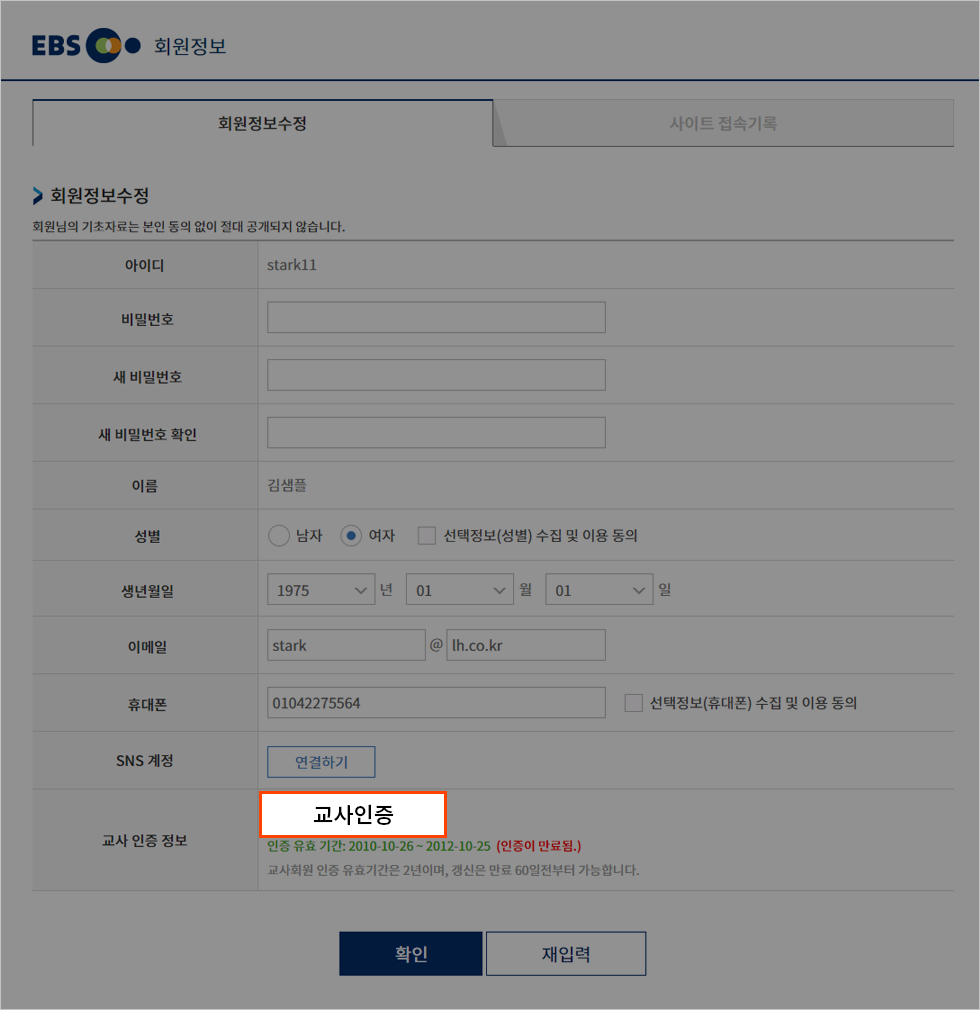 EBS 회원정보
회원정보수정 사이트 접속기록
회원정보수정
회원님의 기초자료는 본인 동의 없이 절대 공개되지 않습니다.
아이디 stark11
비밀번호
새 비밀번호
새 비밀번호 확인
이름 김샘플
성별 남자 여자 선택정보(성별) 수집 및 이용 동의
생년월일 1975 년 01 월 01 일
이메일 stark @ lh.co.kr
휴대폰 01042275564 선택정보(휴대폰) 수집 및 이용 동의
SNS 계정 연결하기
교사인증
교사 인증 정보
인증 유효 기간: 2010-10-26 ~ 2012-10-25 (인증이 만료됨.)
교사회원 인증 유효기간은 2년이며, 갱신은 만료 60일전부터 가능합니다.
확인 재입력